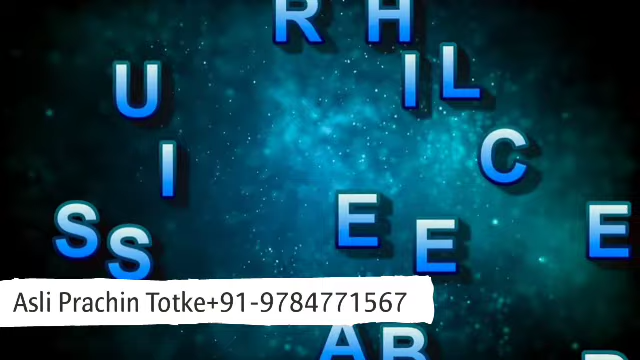 R H
I L
U
C
I
S S E E E
Asli Prachin Totke+91-9784771567
A B